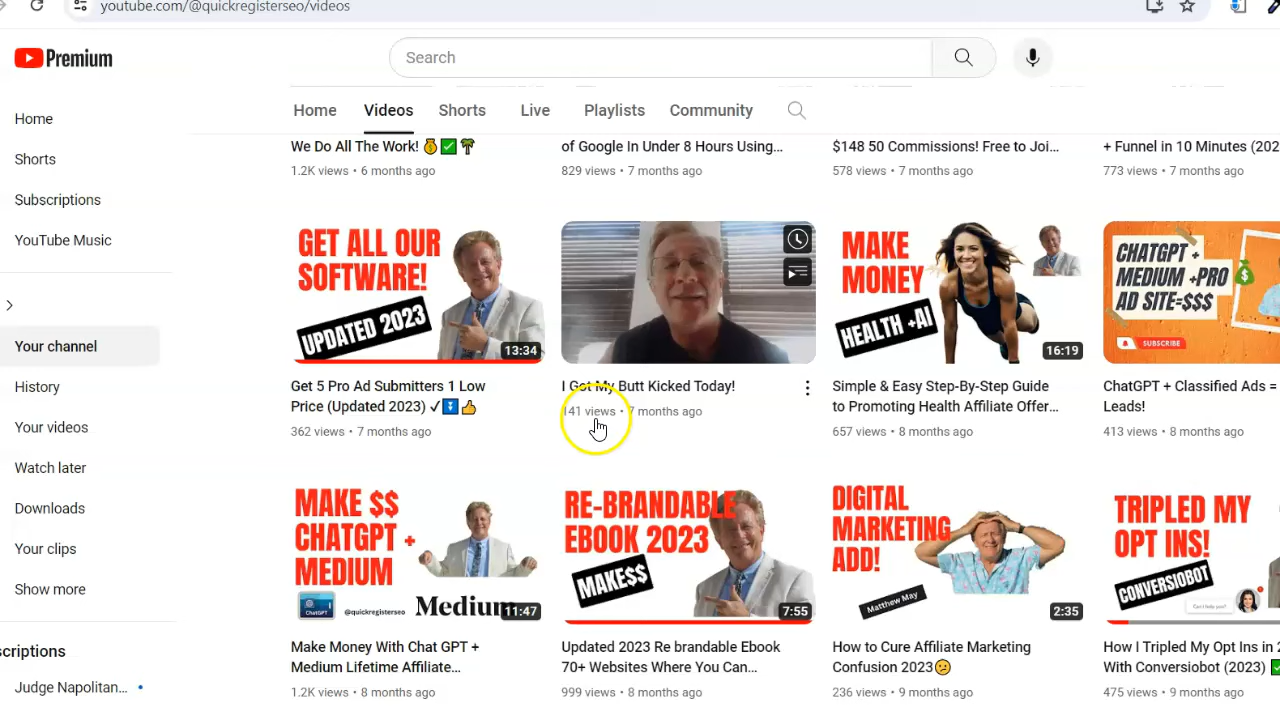 youtube.com/@quickregisterseo/videos
Premium
Search
Home Videos Shorts Live Playlists Community
Home
Shorts
Subscriptions
YouTube Music
Your channel
History
Your videos
Watch later
Downloads
Your clips
Show more
scriptions
Judge Napolitan...
We Do All The Work! 💰✅🌴
1.2K views • 6 months ago
of Google In Under 8 Hours Using...
829 views • 7 months ago
$148 50 Commissions! Free to Joi...
578 views • 7 months ago
+ Funnel in 10 Minutes (202
773 views • 7 months ago
GET ALL OUR
SOFTWARE!
UPDATED 2023
13:34
Get 5 Pro Ad Submitters 1 Low
Price (Updated 2023) ✓⏬👍
362 views • 7 months ago
I Got My Butt Kicked Today!
141 views • 7 months ago
MAKE
MONEY
HEALTH +AI
16:19
Simple & Easy Step-By-Step Guide
to Promoting Health Affiliate Offer...
657 views • 8 months ago
CHATGPT +
MEDIUM +PRO
AD SITE=$$$
SUBSCRIBE
ChatGPT + Classified Ads =
Leads!
413 views • 8 months ago
MAKE $$
CHATGPT +
MEDIUM
ChatGPT
@quickregisterseo
Medium
11:47
Make Money With Chat GPT +
Medium Lifetime Affiliate...
1.2K views • 8 months ago
RE-BRANDABLE
EBOOK 2023
MAKE$$
7:55
Updated 2023 Re brandable Ebook
70+ Websites Where You Can...
999 views • 8 months ago
DIGITAL
MARKETING
ADD!
Matthew May
2:35
How to Cure Affiliate Marketing
Confusion 2023😕
236 views • 9 months ago
TRIPLED MY
OPT INS!
CONVERSIOBOT
Can I help you?
How I Tripled My Opt Ins in 2
With Conversiobot (2023) ✅
475 views • 9 months ago